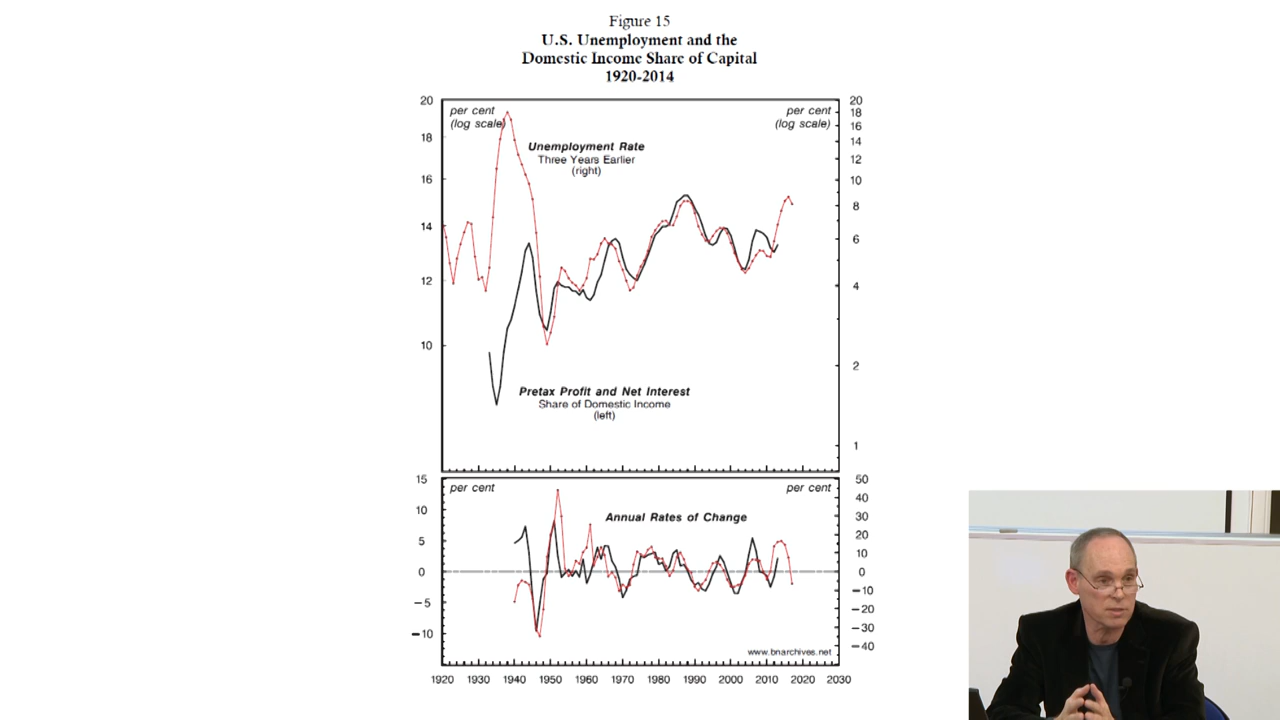 Figure 15
U.S. Unemployment and the
Domestic Income Share of Capital
1920-2014
20
18
16
14
12
10
per cent
(log scale)
per cent
(log scale)
20
18
16
14
12
10
8
6
4
2
1
Unemployment Rate
Three Years Earlier
(right)
Pretax Profit and Net Interest
Share of Domestic Income
(left)
15
10
5
0
−5
−10
per cent
per cent
50
40
30
20
10
0
−10
−20
−30
−40
Annual Rates of Change
www.bnarchives.net
1920 1930 1940 1950 1960 1970 1980 1990 2000 2010 2020 2030